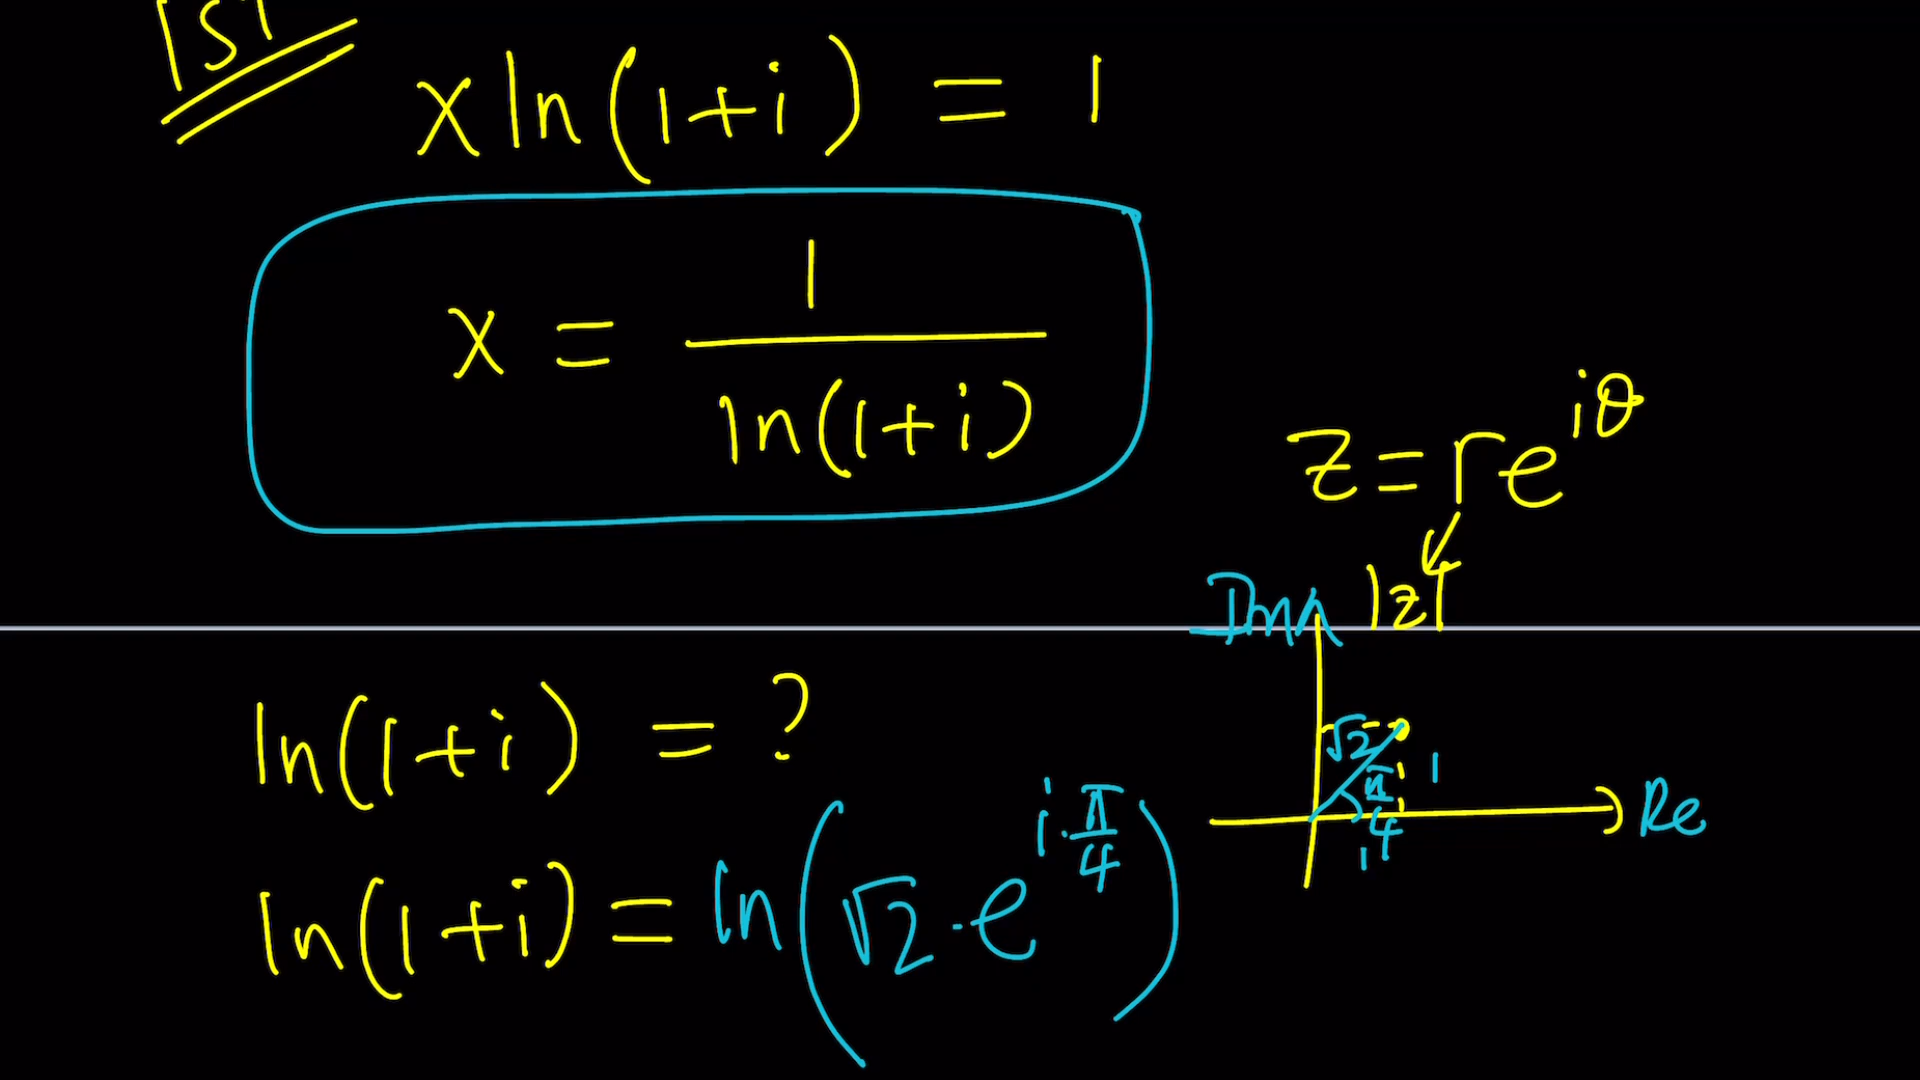 1st
x ln(1+i) = 1
x = 1/ln(1+i)
z = re^{iθ}
|z|
Im
ln(1+i) = ?
√2
π/4
1
Re
1
ln(1+i) = ln(√2 · e^{i·π/4})